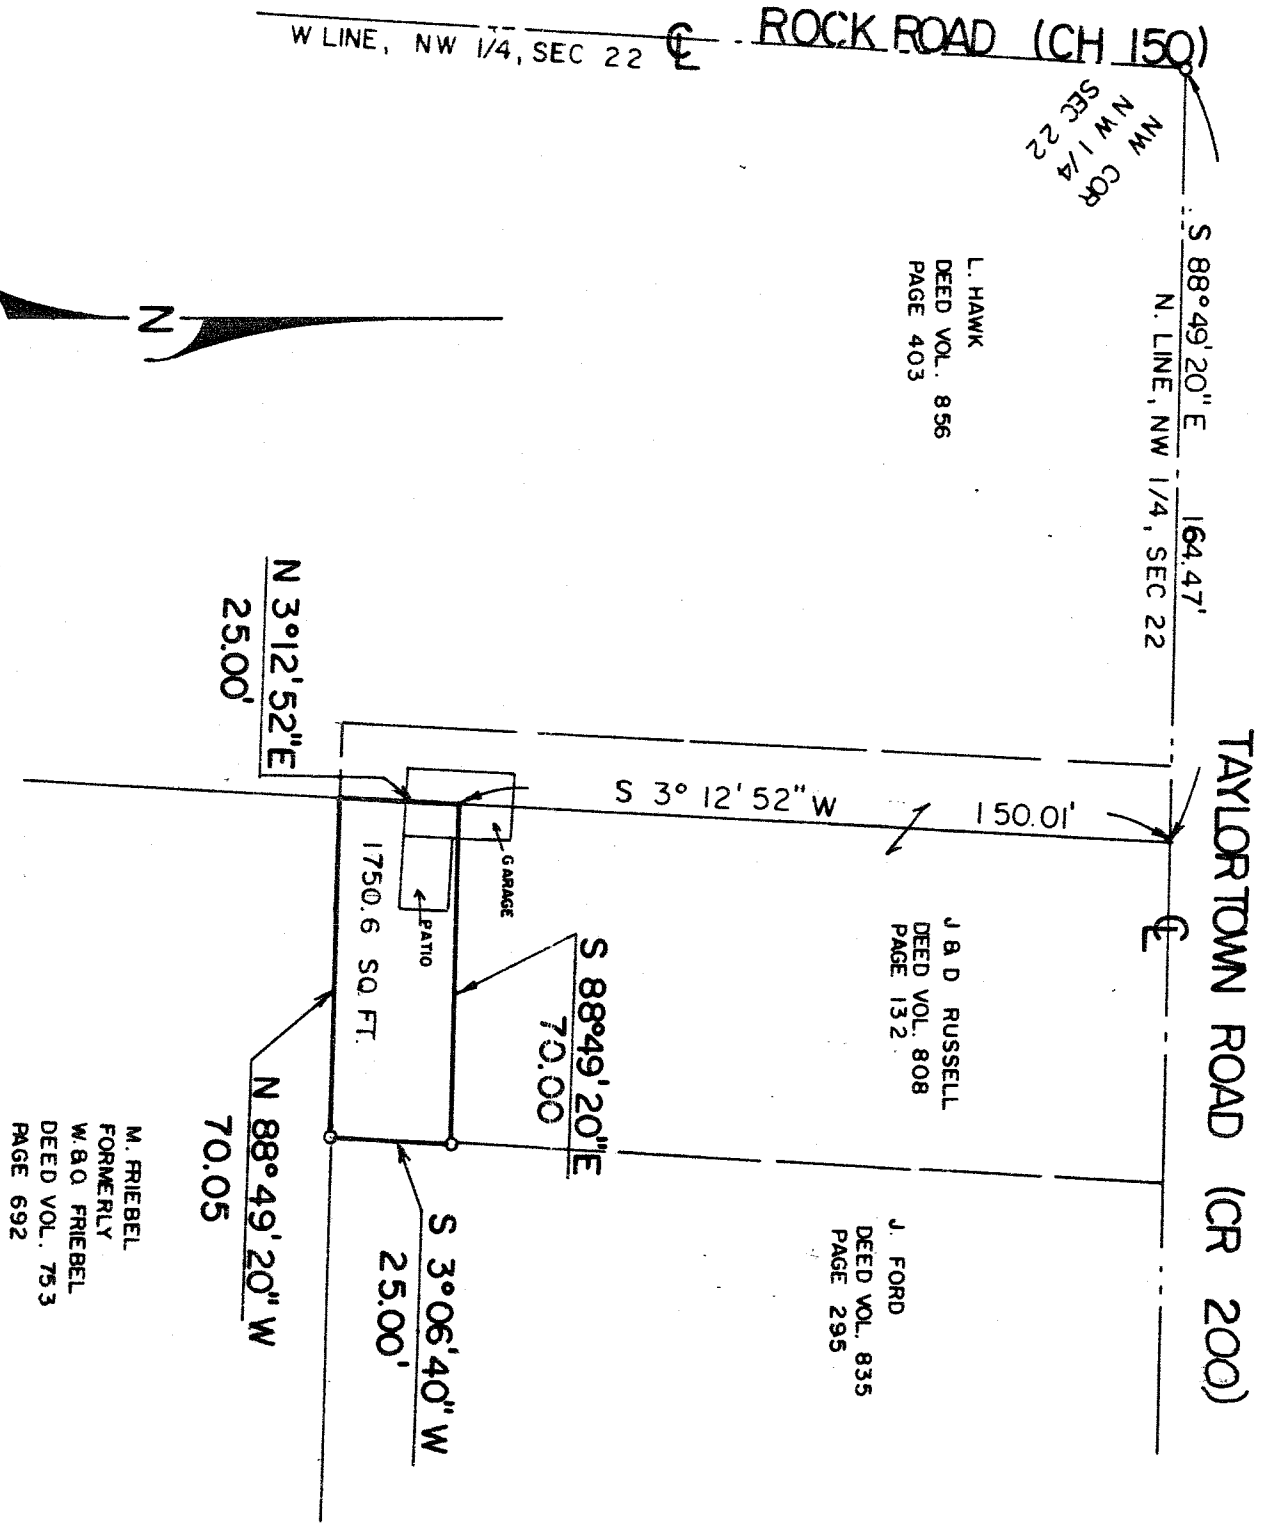 ROCK ROAD (CH 150)
W LINE, NW 1/4, SEC 22
NW COR
NW 1/4
SEC 22
S 88°49'20"E 164.47'
N. LINE, NW 1/4, SEC 22
TAYLORTOWN ROAD (CR 200)
L. HAWK
DEED VOL. 856
PAGE 403
N
N 3°12'52"E
25.00'
S 3°12'52"W 150.01'
GARAGE
PATIO
1750.6 SQ. FT.
J & D RUSSELL
DEED VOL. 808
PAGE 132
S 88°49'20"E
70.00
N 88°49'20"W
70.05
S 3°06'40"W
25.00'
J. FORD
DEED VOL. 835
PAGE 295
M. FRIEBEL
FORMERLY
W. & O. FRIEBEL
DEED VOL. 753
PAGE 692